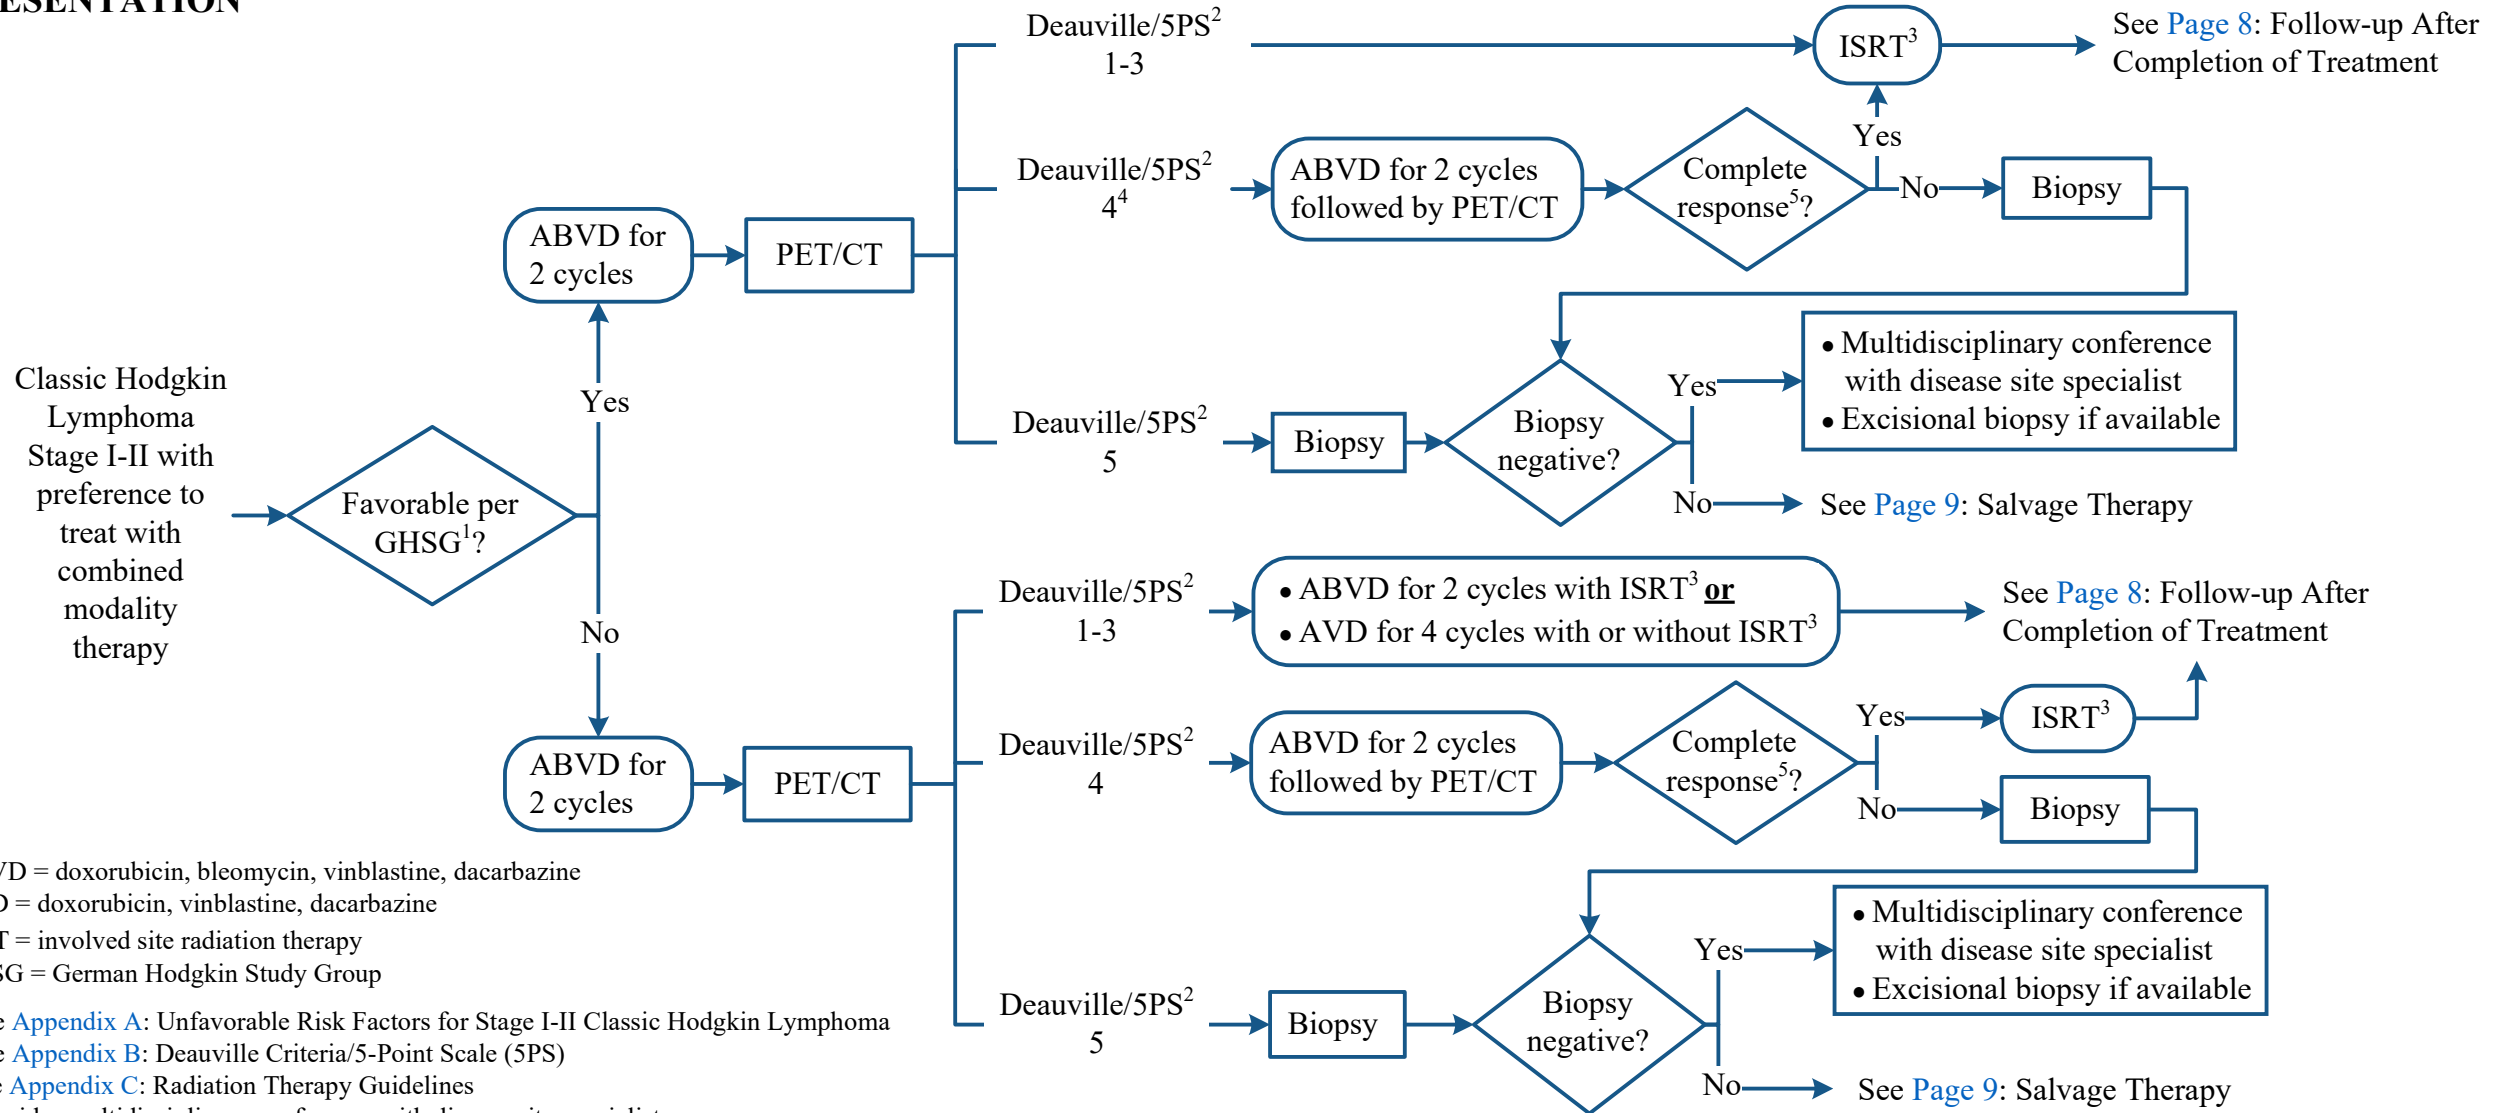 Deauville/5PS2
1-3
ISRT3
See Page 8: Follow-up After
Completion of Treatment
Deauville/5PS2
44
ABVD for 2 cycles
followed by PET/CT
Complete
response5?
Yes
No
Biopsy
ABVD for
2 cycles
PET/CT
Deauville/5PS2
5
Biopsy
Biopsy
negative?
Yes
• Multidisciplinary conference
with disease site specialist
• Excisional biopsy if available
No
See Page 9: Salvage Therapy
Classic Hodgkin
Lymphoma
Stage I-II with
preference to
treat with
combined
modality
therapy
Favorable per
GHSG1?
Yes
No
ABVD for
2 cycles
PET/CT
Deauville/5PS2
1-3
• ABVD for 2 cycles with ISRT3 or
• AVD for 4 cycles with or without ISRT3
See Page 8: Follow-up After
Completion of Treatment
Deauville/5PS2
4
ABVD for 2 cycles
followed by PET/CT
Complete
response5?
Yes
ISRT3
No
Biopsy
Deauville/5PS2
5
Biopsy
Biopsy
negative?
Yes
• Multidisciplinary conference
with disease site specialist
• Excisional biopsy if available
No
See Page 9: Salvage Therapy
= doxorubicin, bleomycin, vinblastine, dacarbazine
= doxorubicin, vinblastine, dacarbazine
= involved site radiation therapy
= German Hodgkin Study Group
Appendix A: Unfavorable Risk Factors for Stage I-II Classic Hodgkin Lymphoma
Appendix B: Deauville Criteria/5-Point Scale (5PS)
Appendix C: Radiation Therapy Guidelines